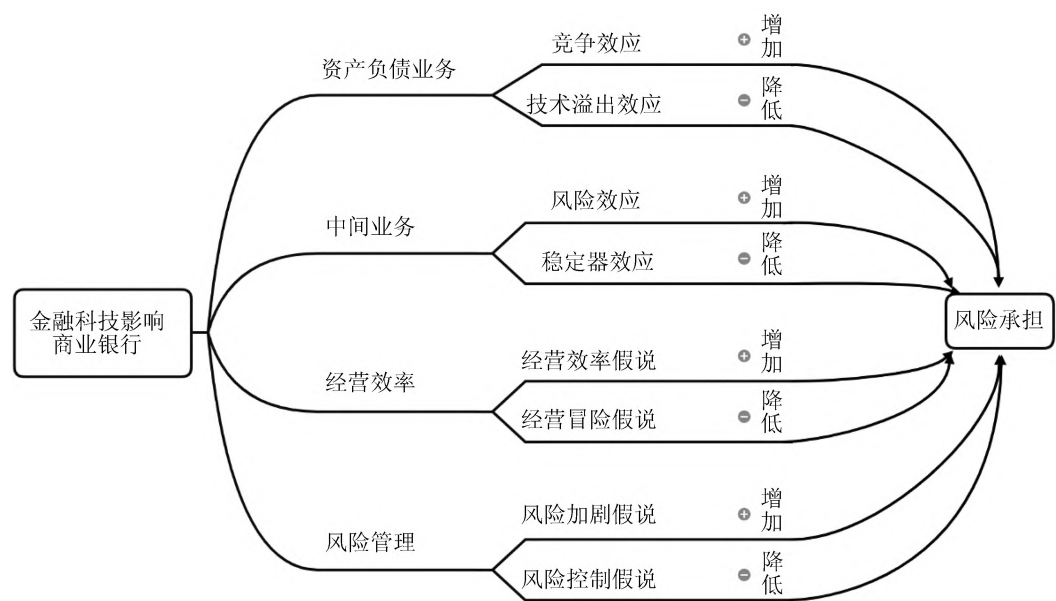 金融科技影响
商业银行
资产负债业务
竞争效应
增
加
技术溢出效应
降
低
中间业务
风险效应
增
加
稳定器效应
降
低
经营效率
经营效率假说
增
加
经营冒险假说
降
低
风险管理
风险加剧假说
增
加
风险控制假说
降
低
风险承担